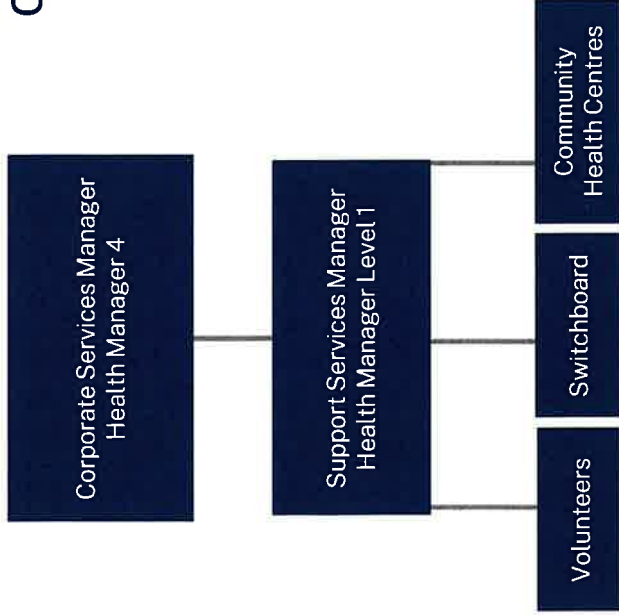 Corporate Services Manager
Health Manager 4
Support Services Manager
Health Manager Level 1
Volunteers
Switchboard
Community
Health Centres